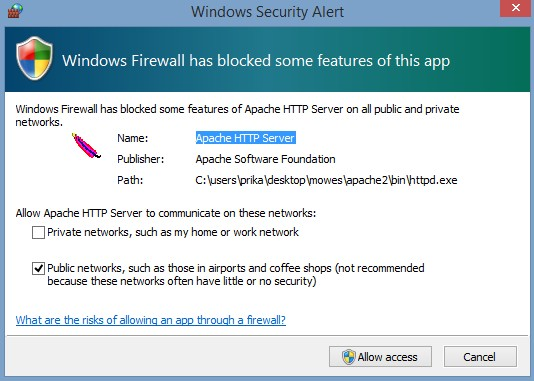 Windows Security Alert
Windows Firewall has blocked some features of this app
Windows Firewall has blocked some features of Apache HTTP Server on all public and private
networks.
Name: Apache HTTP Server
Publisher: Apache Software Foundation
Path: C:\users\prika\desktop\mowes\apache2\bin\httpd.exe
Allow Apache HTTP Server to communicate on these networks:
Private networks, such as my home or work network
Public networks, such as those in airports and coffee shops (not recommended
because these networks often have little or no security)
What are the risks of allowing an app through a firewall?
Allow access Cancel